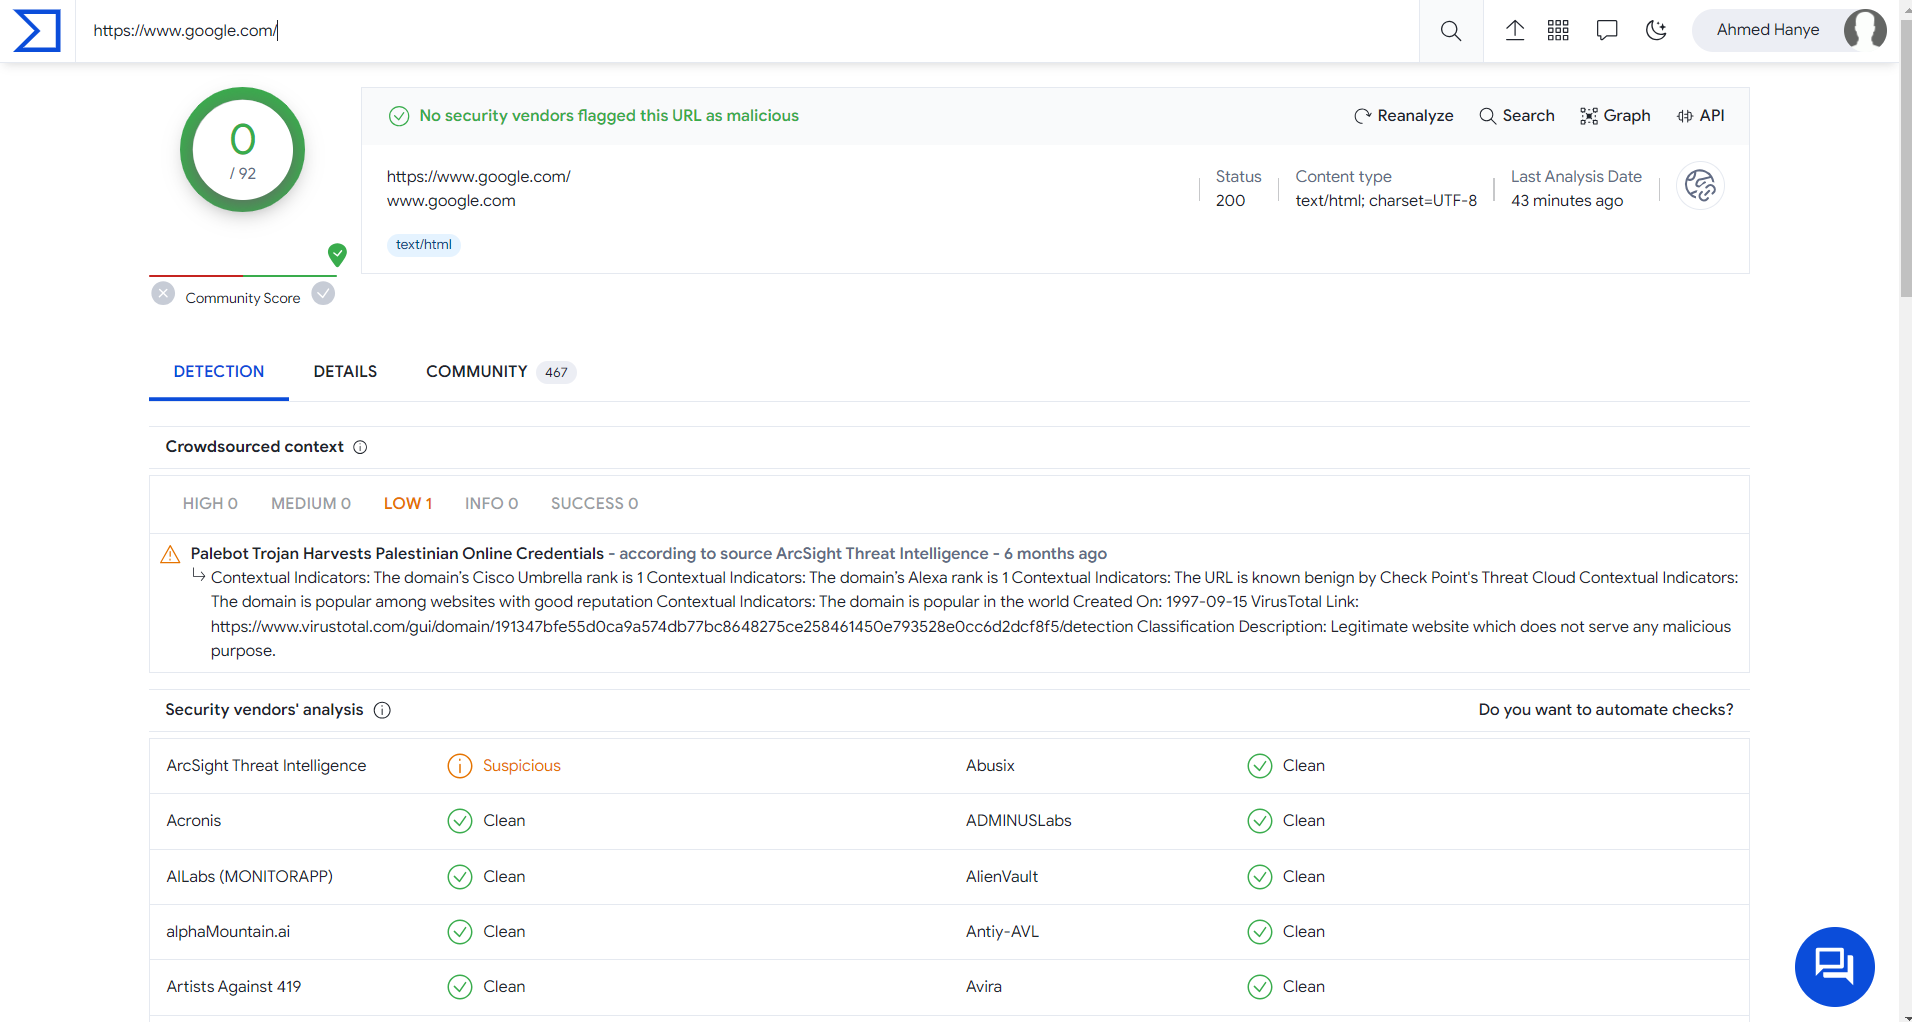 https://www.google.com/
Ahmed Hanye
0
/ 92
No security vendors flagged this URL as malicious
Reanalyze
Search
Graph
API
https://www.google.com/
www.google.com
Status
200
Content type
text/html; charset=UTF-8
Last Analysis Date
43 minutes ago
text/html
Community Score
DETECTION
DETAILS
COMMUNITY 467
Crowdsourced context
HIGH 0 MEDIUM 0 LOW 1 INFO 0 SUCCESS 0
Palebot Trojan Harvests Palestinian Online Credentials - according to source ArcSight Threat Intelligence - 6 months ago
Contextual Indicators: The domain's Cisco Umbrella rank is 1 Contextual Indicators: The domain's Alexa rank is 1 Contextual Indicators: The URL is known benign by Check Point's Threat Cloud Contextual Indicators:
The domain is popular among websites with good reputation Contextual Indicators: The domain is popular in the world Created On: 1997-09-15 VirusTotal Link:
https://www.virustotal.com/gui/domain/191347bfe55d0ca9a574db77bc8648275ce258461450e793528e0cc6d2dcf8f5/detection Classification Description: Legitimate website which does not serve any malicious
purpose.
Security vendors' analysis
Do you want to automate checks?
ArcSight Threat Intelligence Suspicious Abusix Clean
Acronis Clean ADMINUSLabs Clean
AILabs (MONITORAPP) Clean AlienVault Clean
alphaMountain.ai Clean Antiy-AVL Clean
Artists Against 419 Clean Avira Clean